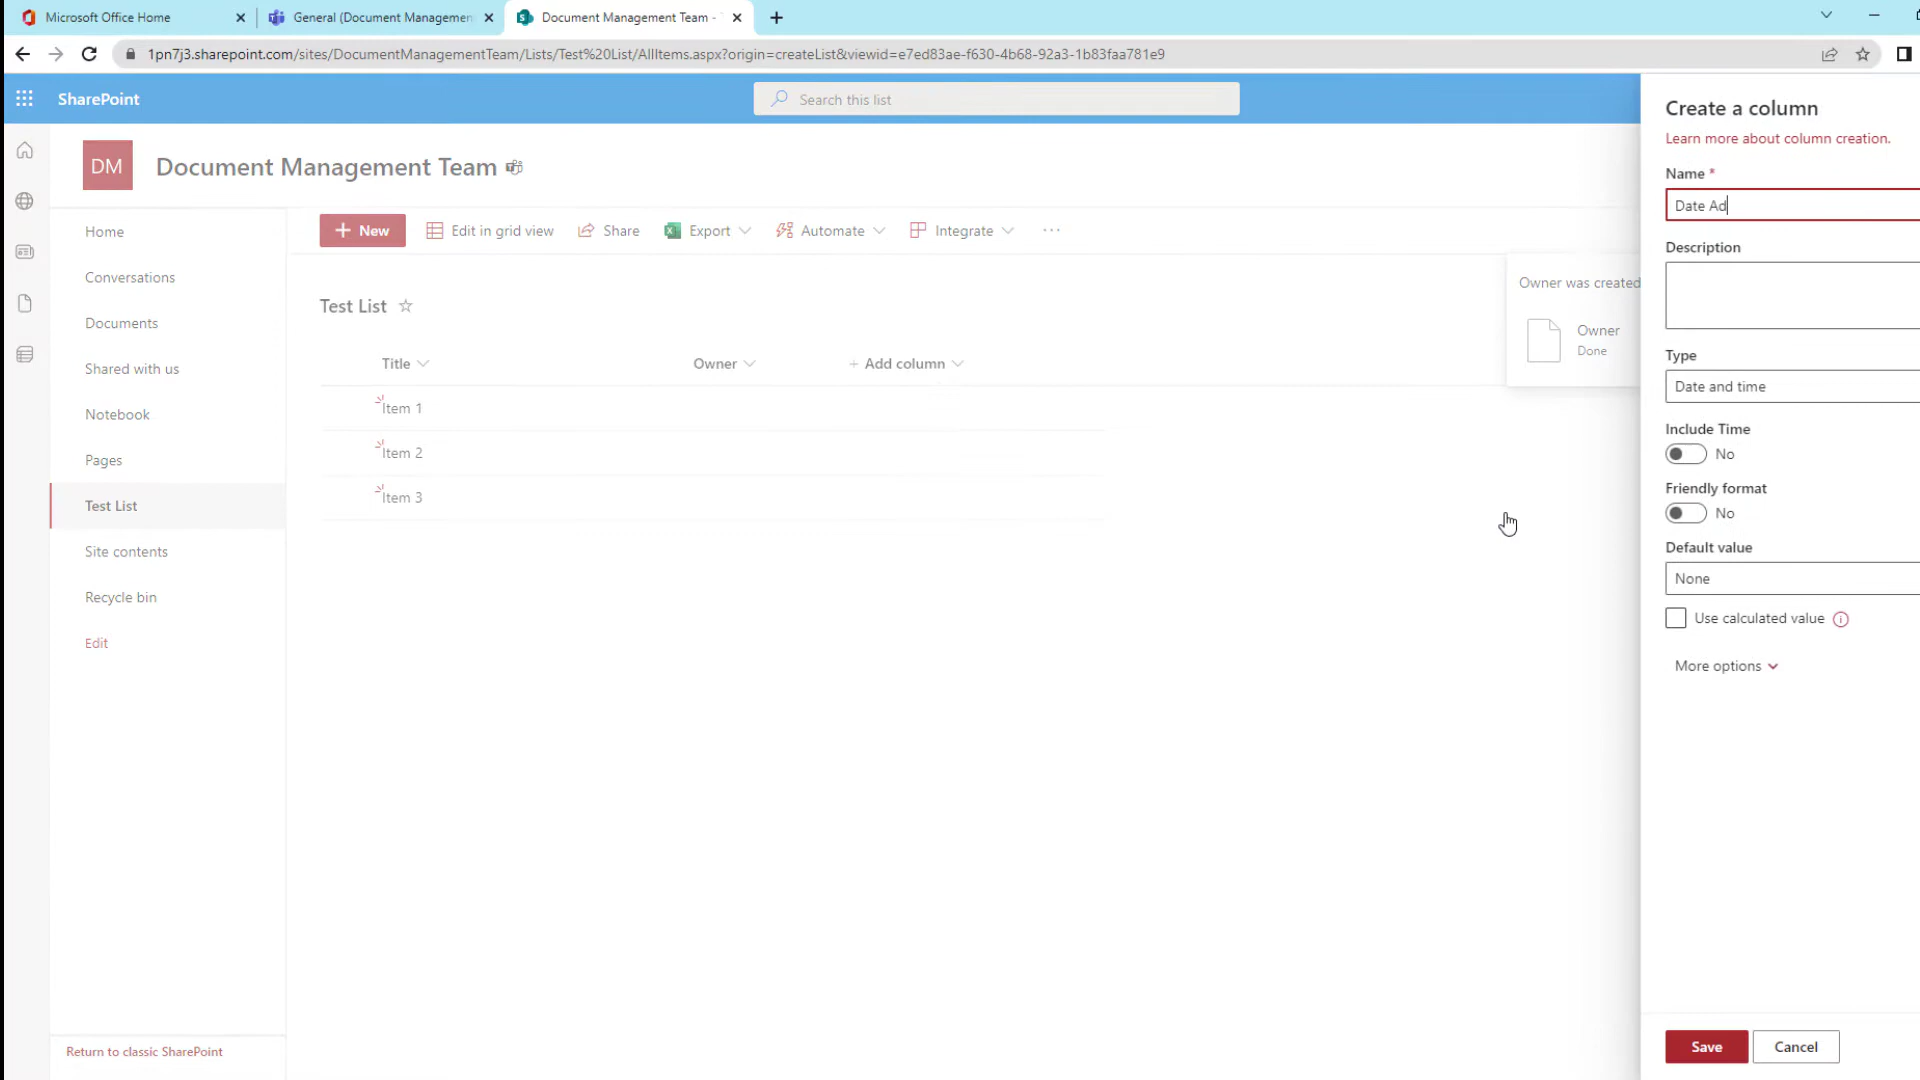 Microsoft Office Home
General (Document Managemen
Document Management Team -
1pn7j3.sharepoint.com/sites/DocumentManagementTeam/Lists/Test%20List/AllItems.aspx?origin=createList&viewid=e7ed83ae-f630-4b68-92a3-1b83faa781e9
SharePoint
Search this list
DM
Document Management Team
Home
Conversations
Documents
Shared with us
Notebook
Pages
Test List
Site contents
Recycle bin
Edit
Return to classic SharePoint
New
Edit in grid view
Share
Export
Automate
Integrate
Test List
Title
Owner
+ Add column
Item 1
Item 2
Item 3
Owner was created
Owner
Done
Create a column
Learn more about column creation.
Name *
Date Ad
Description
Type
Date and time
Include Time
No
Friendly format
No
Default value
None
Use calculated value
More options
Save
Cancel